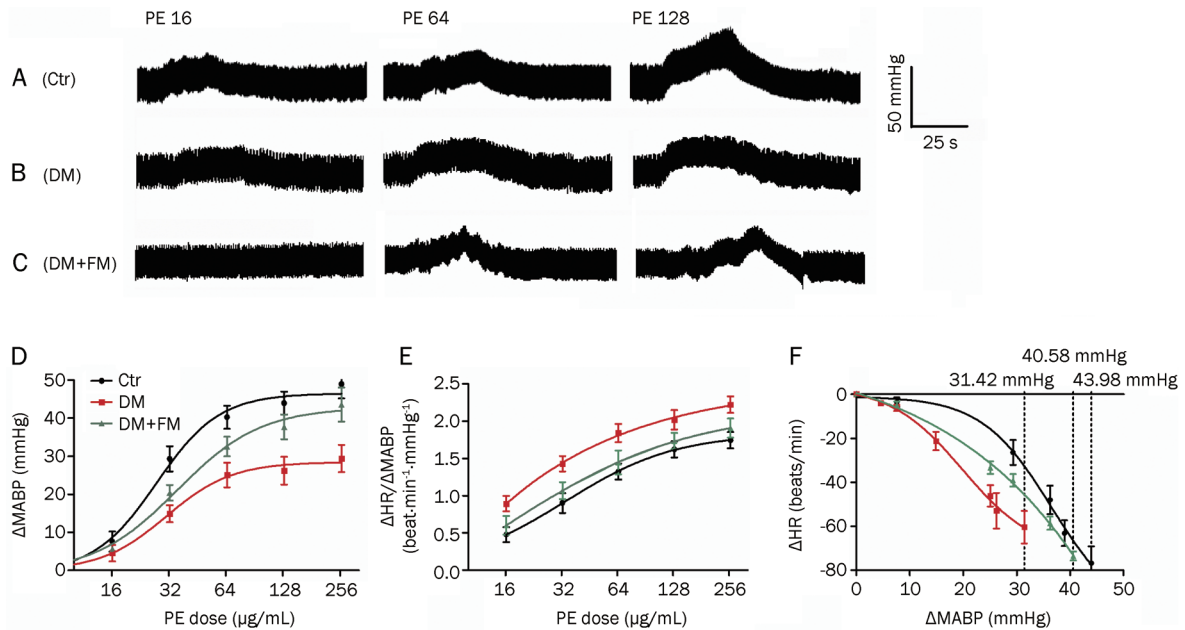 PE 16 PE 64 PE 128
A (Ctr)
50 mmHg
25 s
B (DM)
C (DM+FM)
D
ΔMABP (mmHg)
50
40
30
20
10
0
Ctr
DM
DM+FM
16 32 64 128 256
PE dose (μg/mL)
E
ΔHR/ΔMABP
(beat·min⁻¹·mmHg⁻¹)
2.5
2.0
1.5
1.0
0.5
0.0
16 32 64 128 256
PE dose (μg/mL)
F
40.58 mmHg
31.42 mmHg 43.98 mmHg
ΔHR (beats/min)
0
-20
-40
-60
-80
0 10 20 30 40 50
ΔMABP (mmHg)